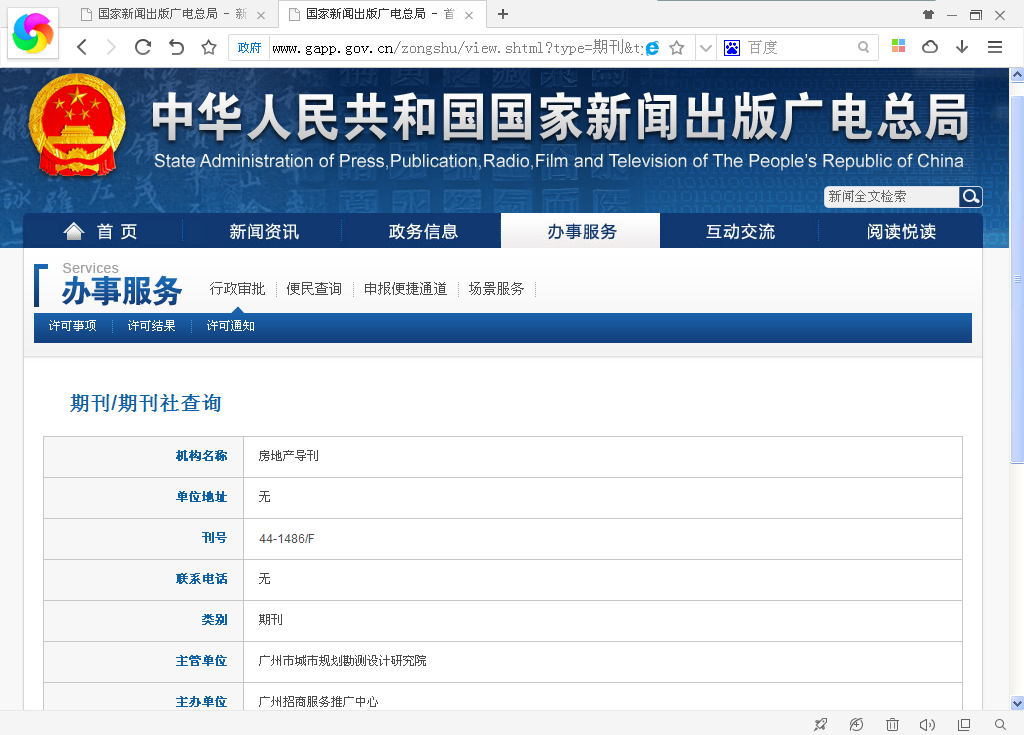 国家新闻出版广电总局 - 新
国家新闻出版广电总局 - 首
政府 www.gapp.gov.cn/zongshu/view.shtml?type=期刊&ty 百度
中华人民共和国国家新闻出版广电总局
State Administration of Press,Publication,Radio,Film and Television of The People's Republic of China
新闻全文检索
首 页 新闻资讯 政务信息 办事服务 互动交流 阅读悦读
Services
办事服务 行政审批 便民查询 申报便捷通道 场景服务
许可事项 许可结果 许可通知
期刊/期刊社查询
机构名称 房地产导刊
单位地址 无
刊号 44-1486/F
联系电话 无
类别 期刊
主管单位 广州市城市规划勘测设计研究院
主办单位 广州招商服务推广中心